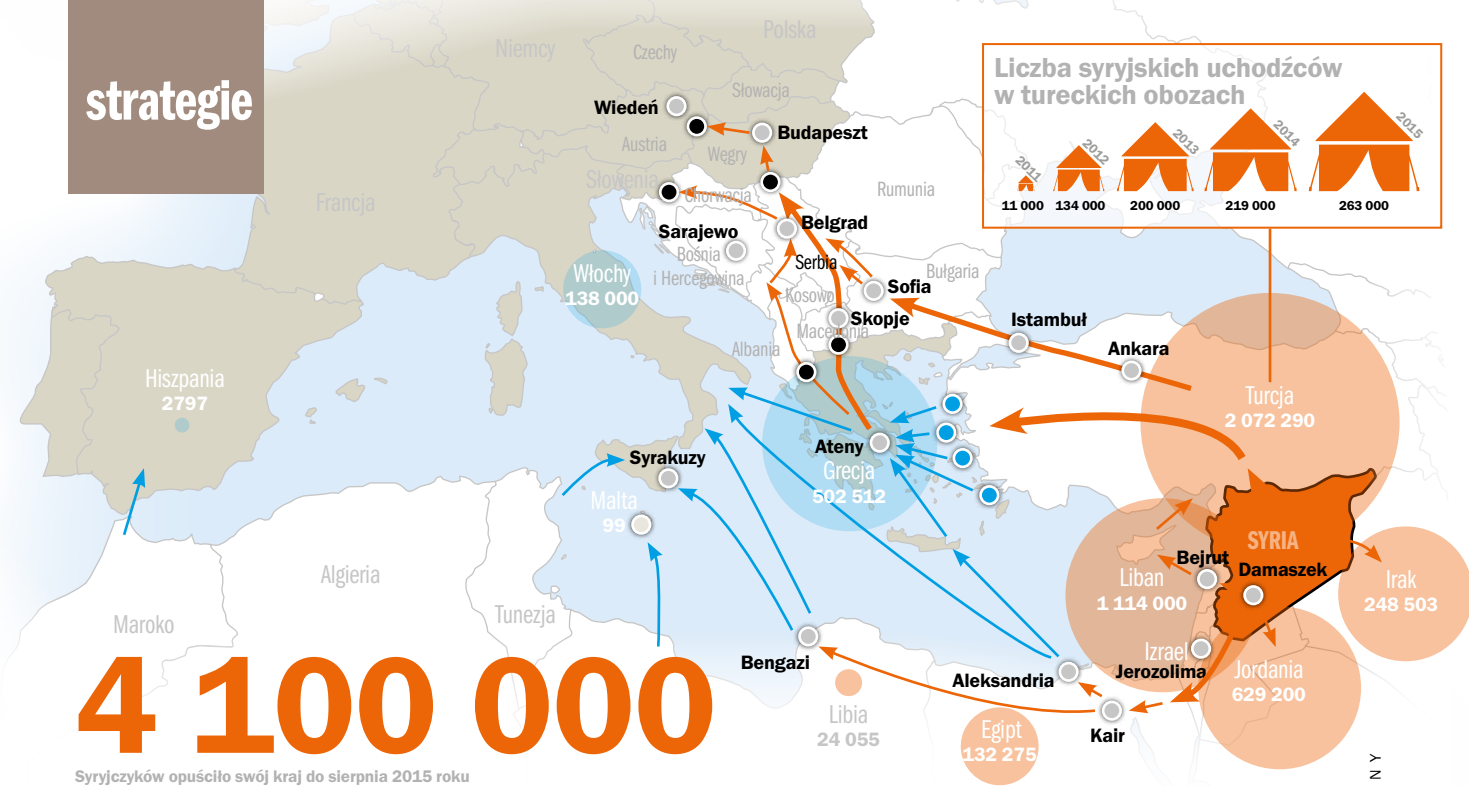 strategie
Niemcy
Polska
Czechy
Słowacja
Wiedeń
Budapeszt
Austria
Węgry
Słowenia
Chorwacja
Rumunia
Francja
Belgrad
Sarajewo
Bośnia
i Hercegowina
Serbia
Bułgaria
Włochy
138 000
Kosowo
Sofia
Skopje
Macedonia
Albania
Istambuł
Ankara
Liczba syryjskich uchodźców
w tureckich obozach
2011
2012
2013
2014
2015
11 000
134 000
200 000
219 000
263 000
Hiszpania
2797
Turcja
2 072 290
Ateny
Grecja
502 512
Syrakuzy
Malta
99
SYRIA
Bejrut
Damaszek
Liban
1 114 000
Irak
248 503
Algieria
Tunezja
Maroko
Izrael
Jerozolima
Jordania
629 200
Bengazi
Aleksandria
Libia
24 055
Egipt
132 275
Kair
4 100 000
Syryjczyków opuściło swój kraj do sierpnia 2015 roku
N Y